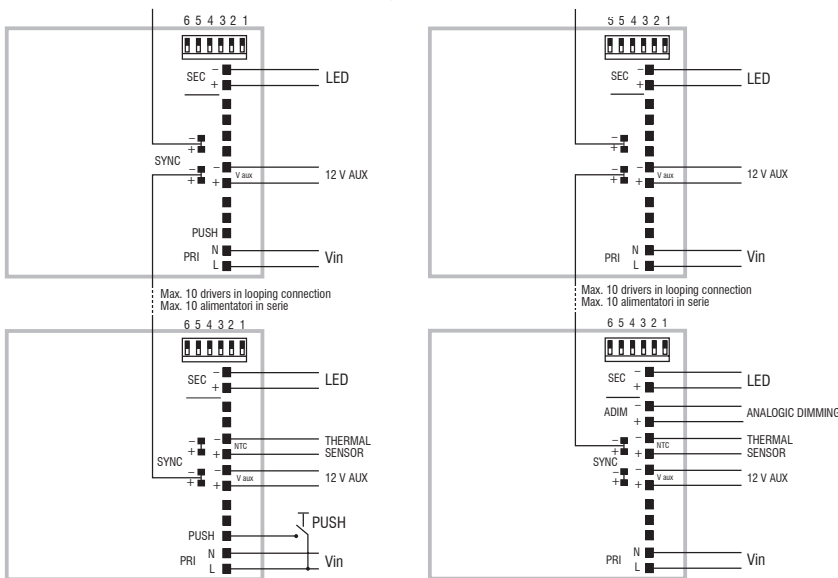 6 5 4 3 2 1
SEC
−
+
LED
−
+
SYNC
−
+
−
+
V aux
12 V AUX
PUSH
PRI
N
L
Vin
Max. 10 drivers in looping connection
Max. 10 alimentatori in serie
6 5 4 3 2 1
SEC
−
+
LED
−
+
SYNC
−
+
−
+
NTC
THERMAL
SENSOR
−
+
V aux
12 V AUX
PUSH
PUSH
PRI
N
L
Vin
5 5 4 3 2 1
SEC
−
+
LED
−
+
−
+
−
+
V aux
12 V AUX
PRI
N
L
Vin
Max. 10 drivers in looping connection
Max. 10 alimentatori in serie
6 5 4 3 2 1
SEC
−
+
LED
ADIM
−
+
ANALOGIC DIMMING
−
+
SYNC
−
+
−
+
NTC
THERMAL
SENSOR
−
+
V aux
12 V AUX
PRI
N
L
Vin